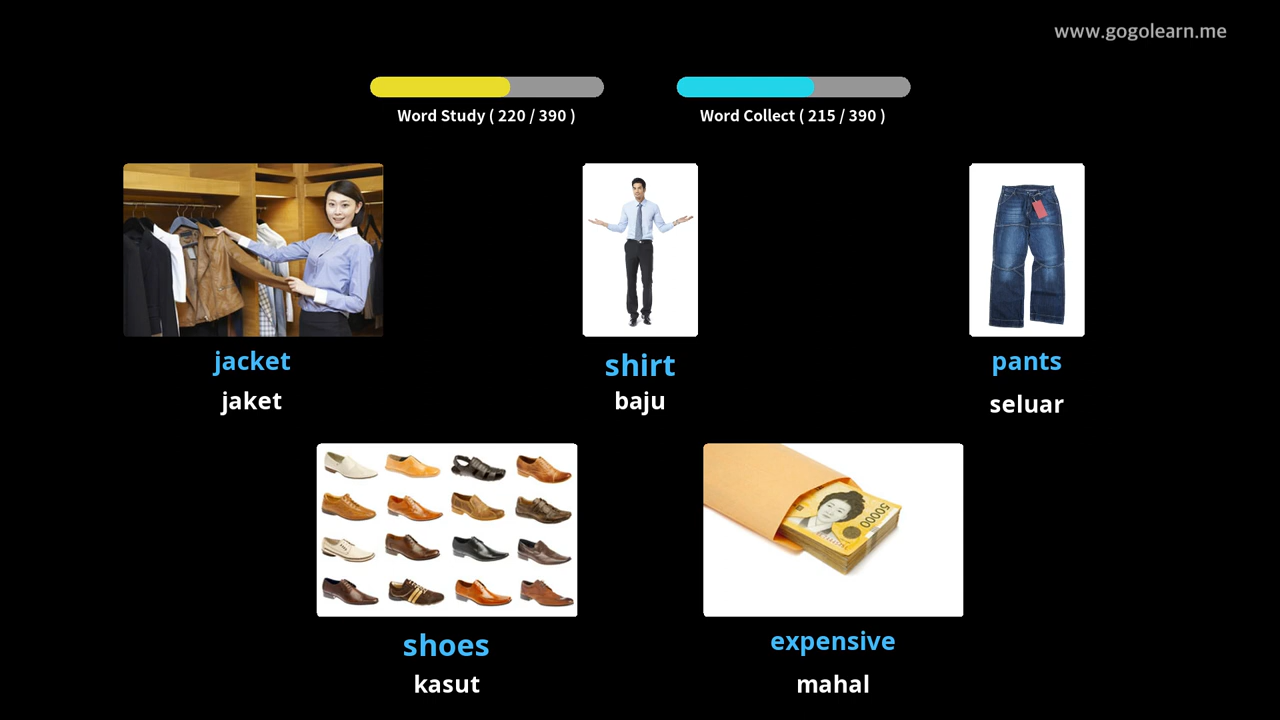 www.gogolearn.me
Word Study ( 220 / 390 )
Word Collect ( 215 / 390 )
jacket
shirt
pants
jaket
baju
seluar
50000
shoes
expensive
kasut
mahal